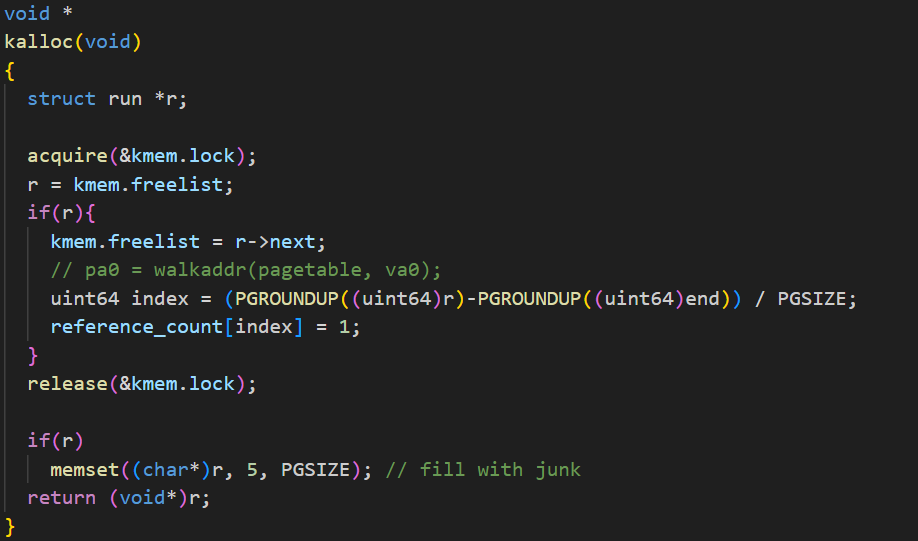 void *
kalloc(void)
{
  struct run *r;

  acquire(&kmem.lock);
  r = kmem.freelist;
  if(r){
    kmem.freelist = r->next;
    // pa0 = walkaddr(pagetable, va0);
    uint64 index = (PGROUNDUP((uint64)r)-PGROUNDUP((uint64)end)) / PGSIZE;
    reference_count[index] = 1;
  }
  release(&kmem.lock);

  if(r)
    memset((char*)r, 5, PGSIZE); // fill with junk
  return (void*)r;
}